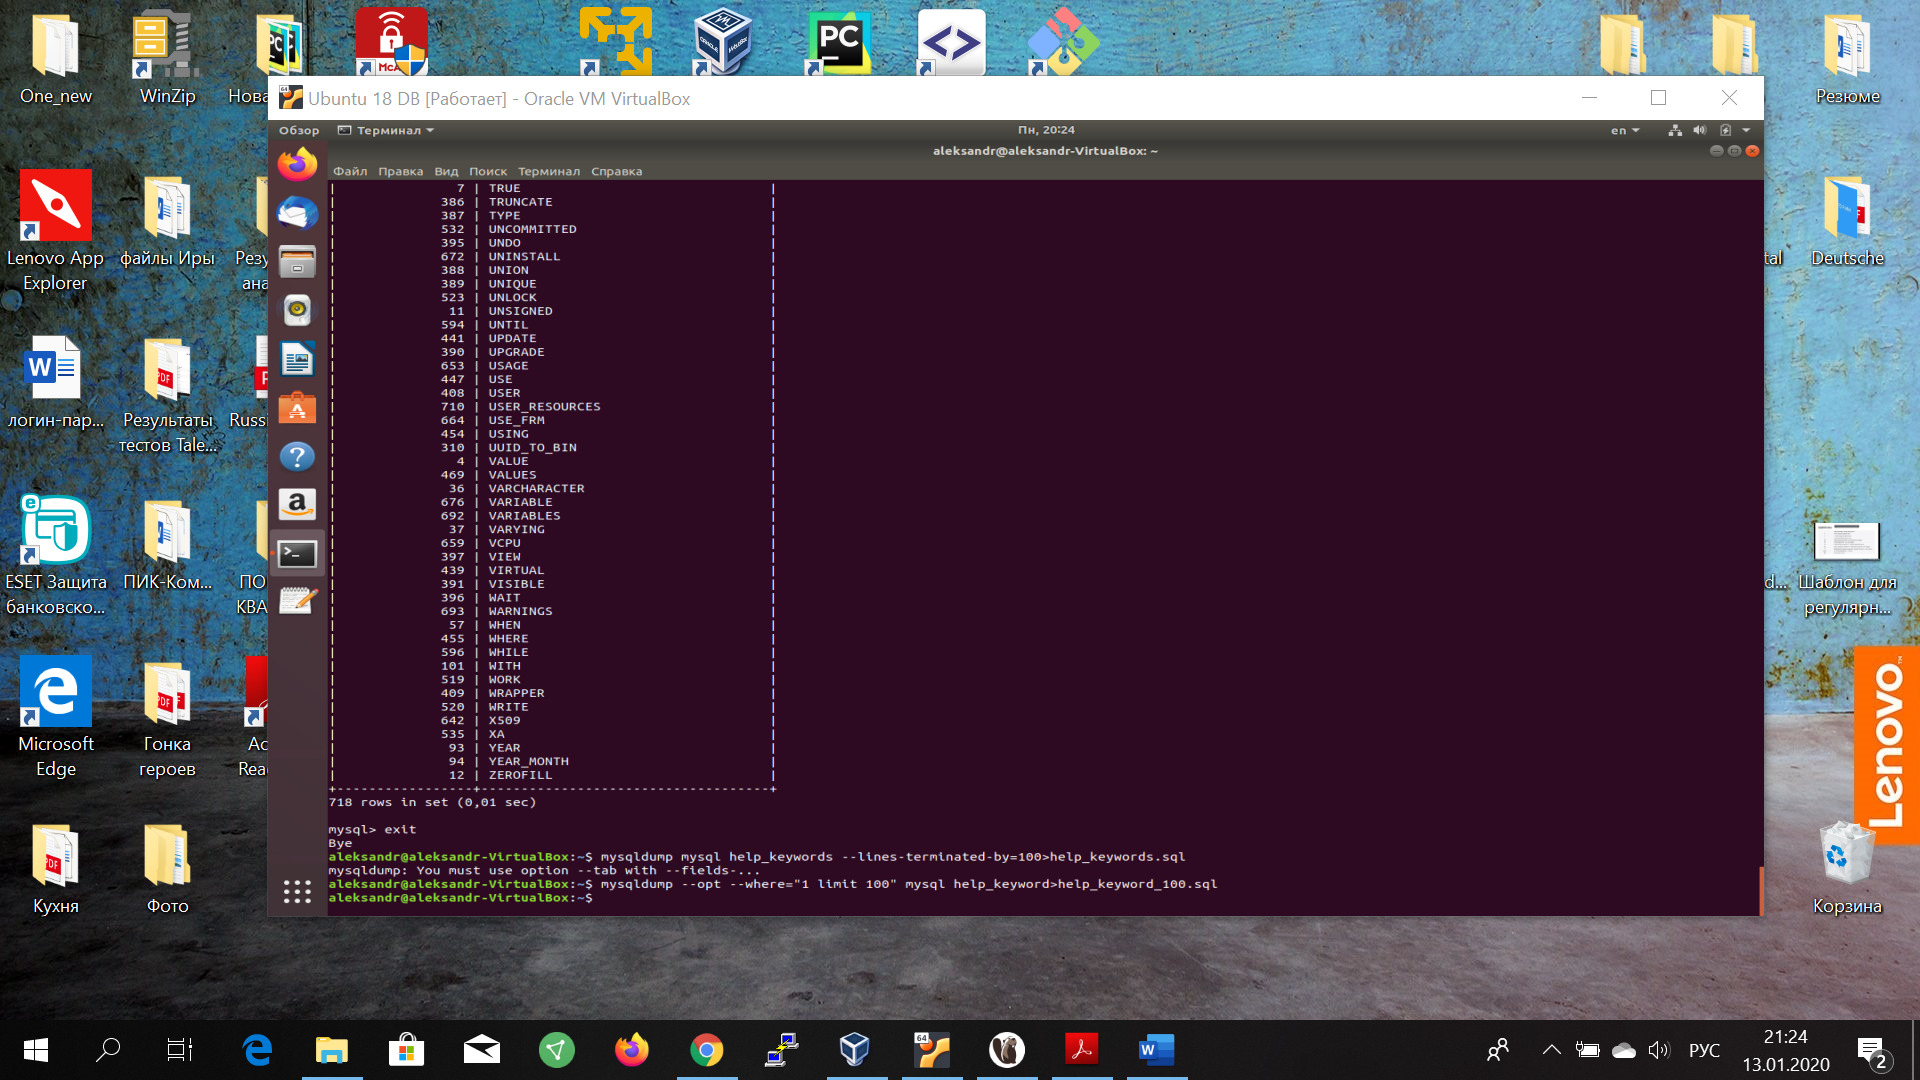 One_new
WinZip
Нова
McA
PC
ORACLE
PC
Резюме
Ubuntu 18 DB [Работает] - Oracle VM VirtualBox
Обзор
Терминал
Пн, 20:24
en
aleksandr@aleksandr-VirtualBox: ~
Файл Правка Вид Поиск Терминал Справка
| 7 | TRUE |
| 386 | TRUNCATE |
| 387 | TYPE |
| 532 | UNCOMMITTED |
| 395 | UNDO |
| 672 | UNINSTALL |
| 388 | UNION |
| 389 | UNIQUE |
| 523 | UNLOCK |
| 11 | UNSIGNED |
| 594 | UNTIL |
| 441 | UPDATE |
| 390 | UPGRADE |
| 653 | USAGE |
| 447 | USE |
| 408 | USER |
| 710 | USER_RESOURCES |
| 664 | USE_FRM |
| 454 | USING |
| 310 | UUID_TO_BIN |
| 4 | VALUE |
| 469 | VALUES |
| 36 | VARCHARACTER |
| 676 | VARIABLE |
| 692 | VARIABLES |
| 37 | VARYING |
| 659 | VCPU |
| 397 | VIEW |
| 439 | VIRTUAL |
| 391 | VISIBLE |
| 396 | WAIT |
| 693 | WARNINGS |
| 57 | WHEN |
| 455 | WHERE |
| 596 | WHILE |
| 101 | WITH |
| 519 | WORK |
| 409 | WRAPPER |
| 520 | WRITE |
| 642 | X509 |
| 535 | XA |
| 93 | YEAR |
| 94 | YEAR_MONTH |
| 12 | ZEROFILL |
+-----------------+------------------------------------+
718 rows in set (0,01 sec)
mysql> exit
Bye
aleksandr@aleksandr-VirtualBox:~$ mysqldump mysql help_keywords --lines-terminated-by=100>help_keywords.sql
mysqldump: You must use option --tab with --fields-...
aleksandr@aleksandr-VirtualBox:~$ mysqldump --opt --where="1 limit 100" mysql help_keyword>help_keyword_100.sql
aleksandr@aleksandr-VirtualBox:~$
Lenovo App
Explorer
файлы Иры
Резу
ана
tal
Deutsche
логин-пар...
Результаты
тестов Tale...
Russi
ESET Защита
банковско...
ПИК-Ком...
ПО
КВА
d...
Шаблон для
регулярн...
Microsoft
Edge
Гонка
героев
Ac
Rea
Lenovo
Кухня
Фото
Корзина
64
РУС
21:24
13.01.2020
2